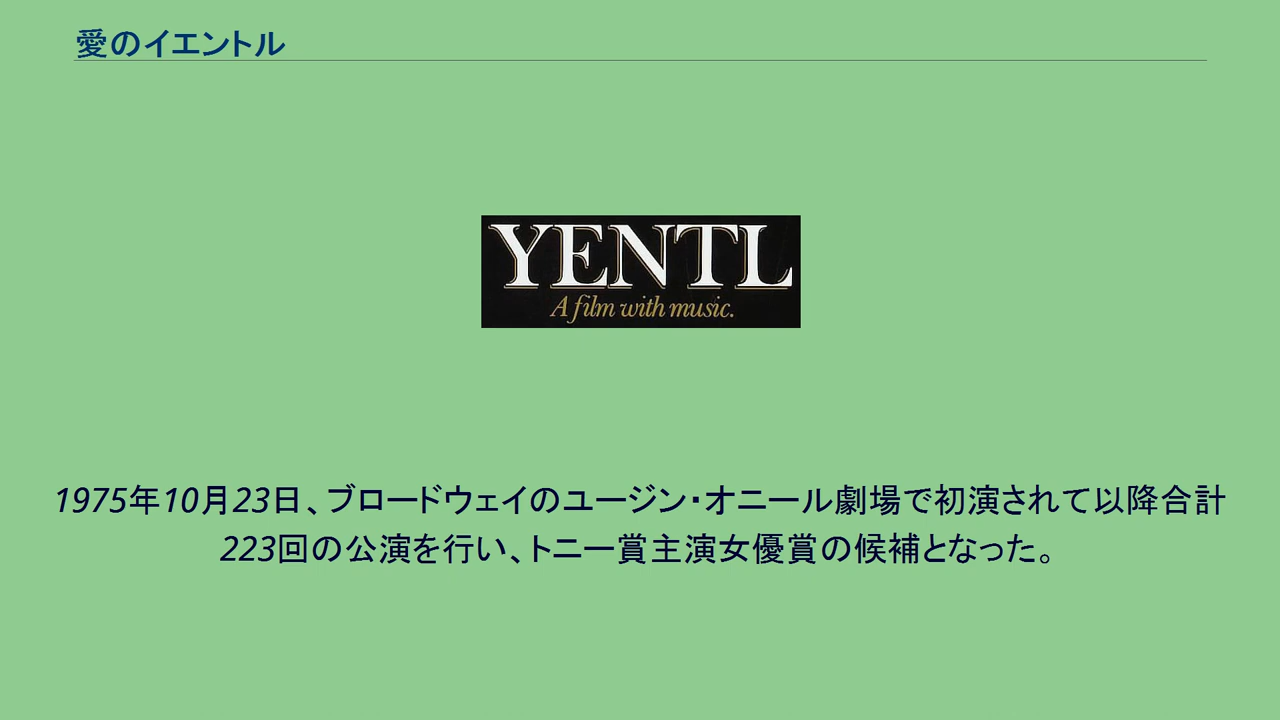 愛のイエントル
YENTL
A film with music.
1975年10月23日、ブロードウェイのユージン・オニール劇場で初演されて以降合計
223回の公演を行い、トニー賞主演女優賞の候補となった。